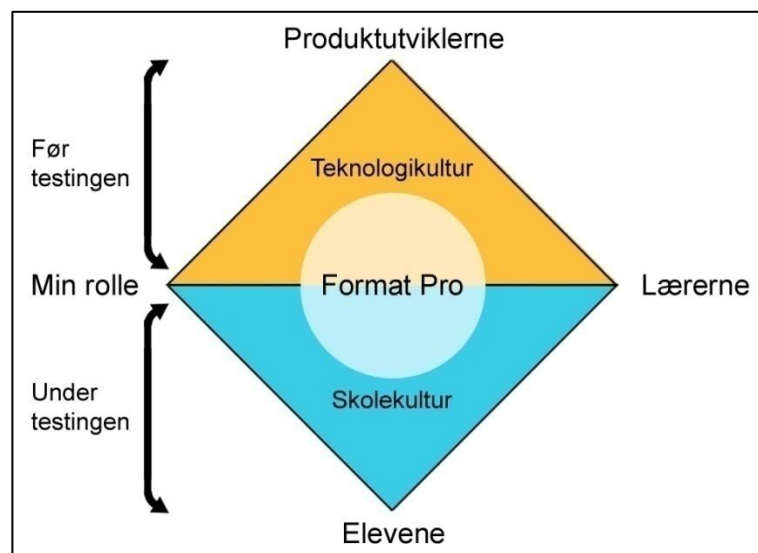 Produktutviklerne
Før
testingen
Teknologikultur
Min rolle
Format Pro
Lærerne
Under
testingen
Skolekultur
Elevene